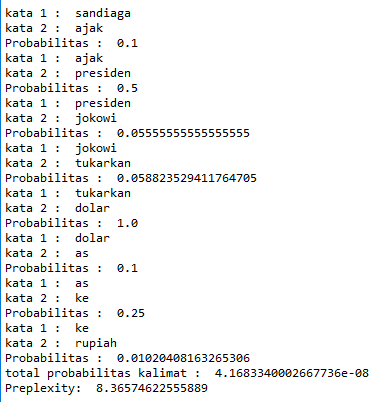 kata 1 :  sandiaga
kata 2 :  ajak
Probabilitas :  0.1
kata 1 :  ajak
kata 2 :  presiden
Probabilitas :  0.5
kata 1 :  presiden
kata 2 :  jokowi
Probabilitas :  0.05555555555555555
kata 1 :  jokowi
kata 2 :  tukarkan
Probabilitas :  0.058823529411764705
kata 1 :  tukarkan
kata 2 :  dolar
Probabilitas :  1.0
kata 1 :  dolar
kata 2 :  as
Probabilitas :  0.1
kata 1 :  as
kata 2 :  ke
Probabilitas :  0.25
kata 1 :  ke
kata 2 :  rupiah
Probabilitas :  0.01020408163265306
total probabilitas kalimat :  4.1683340002667736e-08
Preplexity:  8.36574622555889